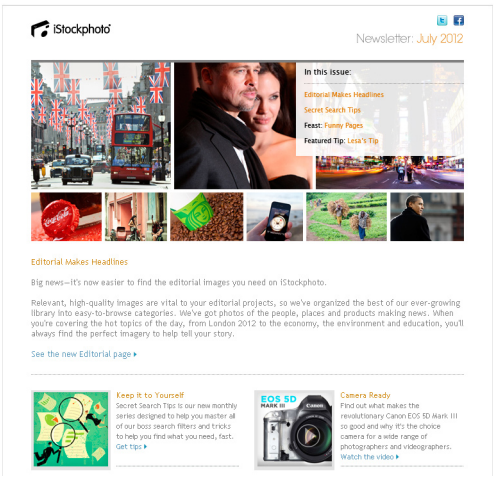 iStockphoto
Newsletter: July 2012
In this issue:
Editorial Makes Headlines
Secret Search Tips
Feast: Funny Pages
Featured Tip: Lesa's Tip
Coca-Cola
Editorial Makes Headlines
Big news—it's now easier to find the editorial images you need on iStockphoto.
Relevant, high-quality images are vital to your editorial projects, so we've organized the best of our ever-growing
library into easy-to-browse categories. We've got photos of the people, places and products making news. When
you're covering the hot topics of the day, from London 2012 to the economy, the environment and education, you'll
always find the perfect imagery to help tell your story.
See the new Editorial page
Keep it to Yourself
Secret Search Tips is our new monthly
series designed to help you master all
of our boss search filters and tricks
to help you find what you need, fast.
Get tips
EOS 5D
MARK III
Canon
Camera Ready
Find out what makes the
revolutionary Canon EOS 5D Mark III
so good and why it's the choice
camera for a wide range of
photographers and videographers.
Watch the video